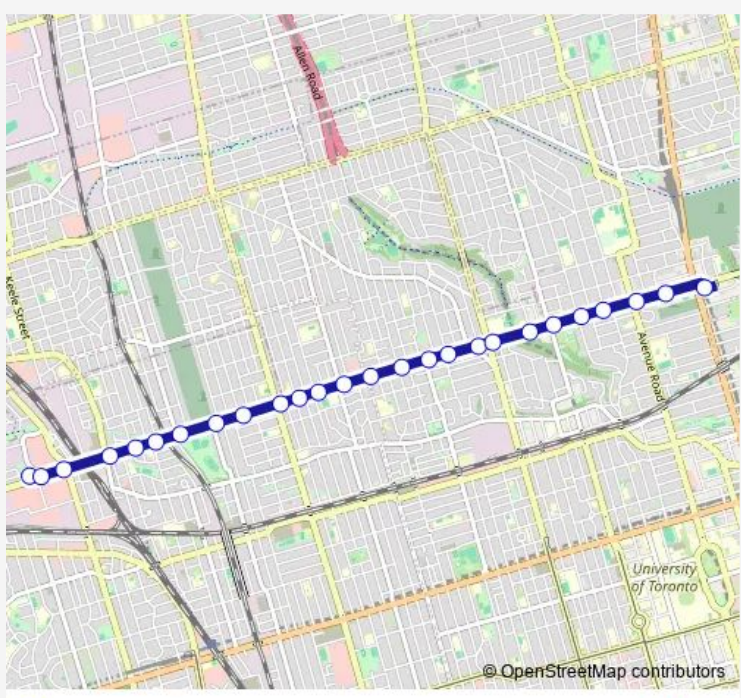 Allen Road
Keele Street
Avenue Road
University
of Toronto
© OpenStreetMap contributors